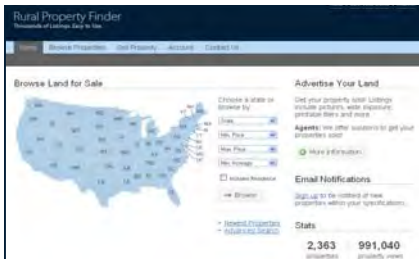 Rural Property Finder
Thousands of Listings. Easy to Use.
Home Browse Properties Sell Property Account Contact Us
Browse Land for Sale
Choose a state or
browse by
State
Min. Price
Max Price
Min Acreage
Includes Residence
Browse
Newest Properties
Advanced Search
Advertise Your Land
Get your property sold! Listings
include pictures, wide exposure,
printable fliers and more.
Agents: We offer solutions to get your
properties sold!
More Information
Email Notifications
Sign up to be notified of new
properties within your specifications.
Stats
2,363 991,040
properties property views